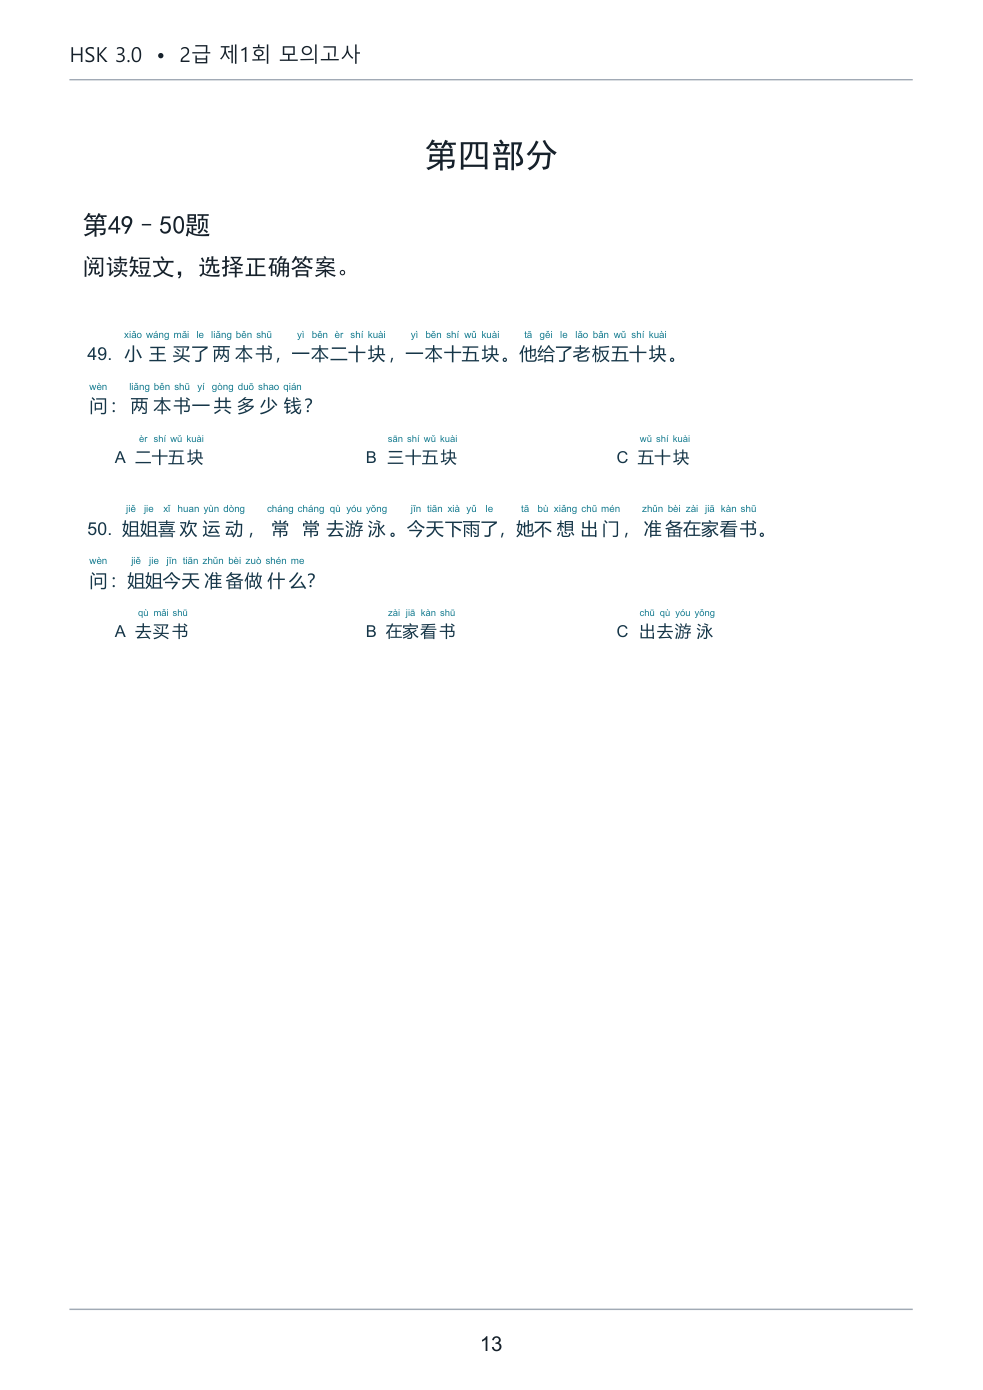 HSK 3.0 • 2급 제1회 모의고사
第四部分
第49–50题
阅读短文，选择正确答案。
xiǎo wáng mǎi le liǎng běn shū yì běn èr shí kuài yì běn shí wǔ kuài tā gěi le lǎo bǎn wǔ shí kuài
49. 小王买了两本书，一本二十块，一本十五块。他给了老板五十块。
wèn liǎng běn shū yí gòng duō shao qián
问：两本书一共多少钱？
èr shí wǔ kuài sān shí wǔ kuài wǔ shí kuài
A 二十五块 B 三十五块 C 五十块
jiě jie xǐ huan yùn dòng cháng cháng qù yóu yǒng jīn tiān xià yǔ le tā bù xiǎng chū mén zhǔn bèi zài jiā kàn shū
50. 姐姐喜欢运动，常常去游泳。今天下雨了，她不想出门，准备在家看书。
wèn jiě jie jīn tiān zhǔn bèi zuò shén me
问：姐姐今天准备做什么？
qù mǎi shū zài jiā kàn shū chū qù yóu yǒng
A 去买书 B 在家看书 C 出去游泳
13